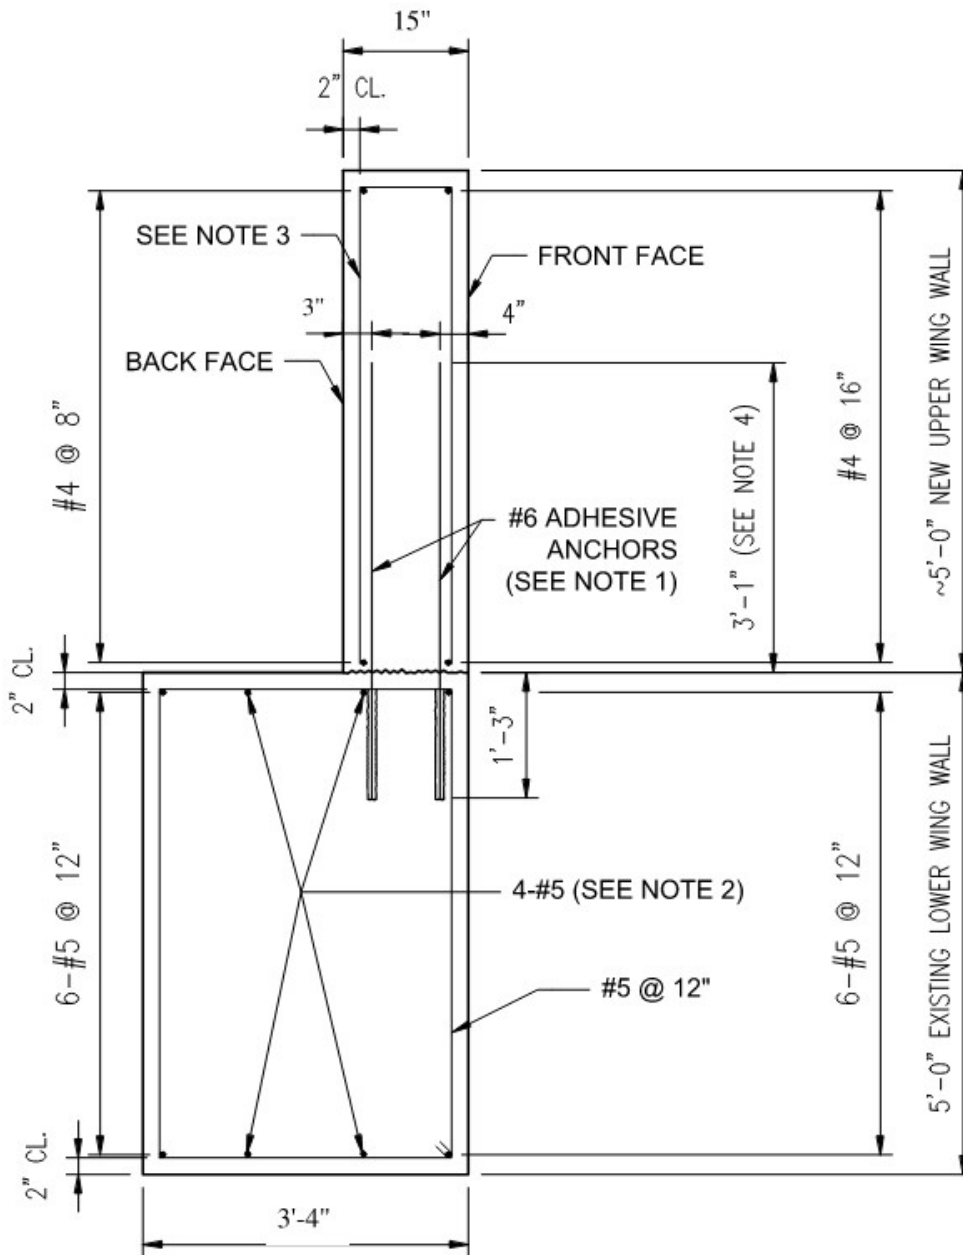 15"
2" CL.
SEE NOTE 3
FRONT FACE
3"
4"
BACK FACE
#4 @ 8"
#4 @ 16"
~5'-0" NEW UPPER WING WALL
3'-1" (SEE NOTE 4)
#6 ADHESIVE
ANCHORS
(SEE NOTE 1)
2" CL.
1'-3"
6-#5 @ 12"
4-#5 (SEE NOTE 2)
6-#5 @ 12"
5'-0" EXISTING LOWER WING WALL
#5 @ 12"
2" CL.
3'-4"